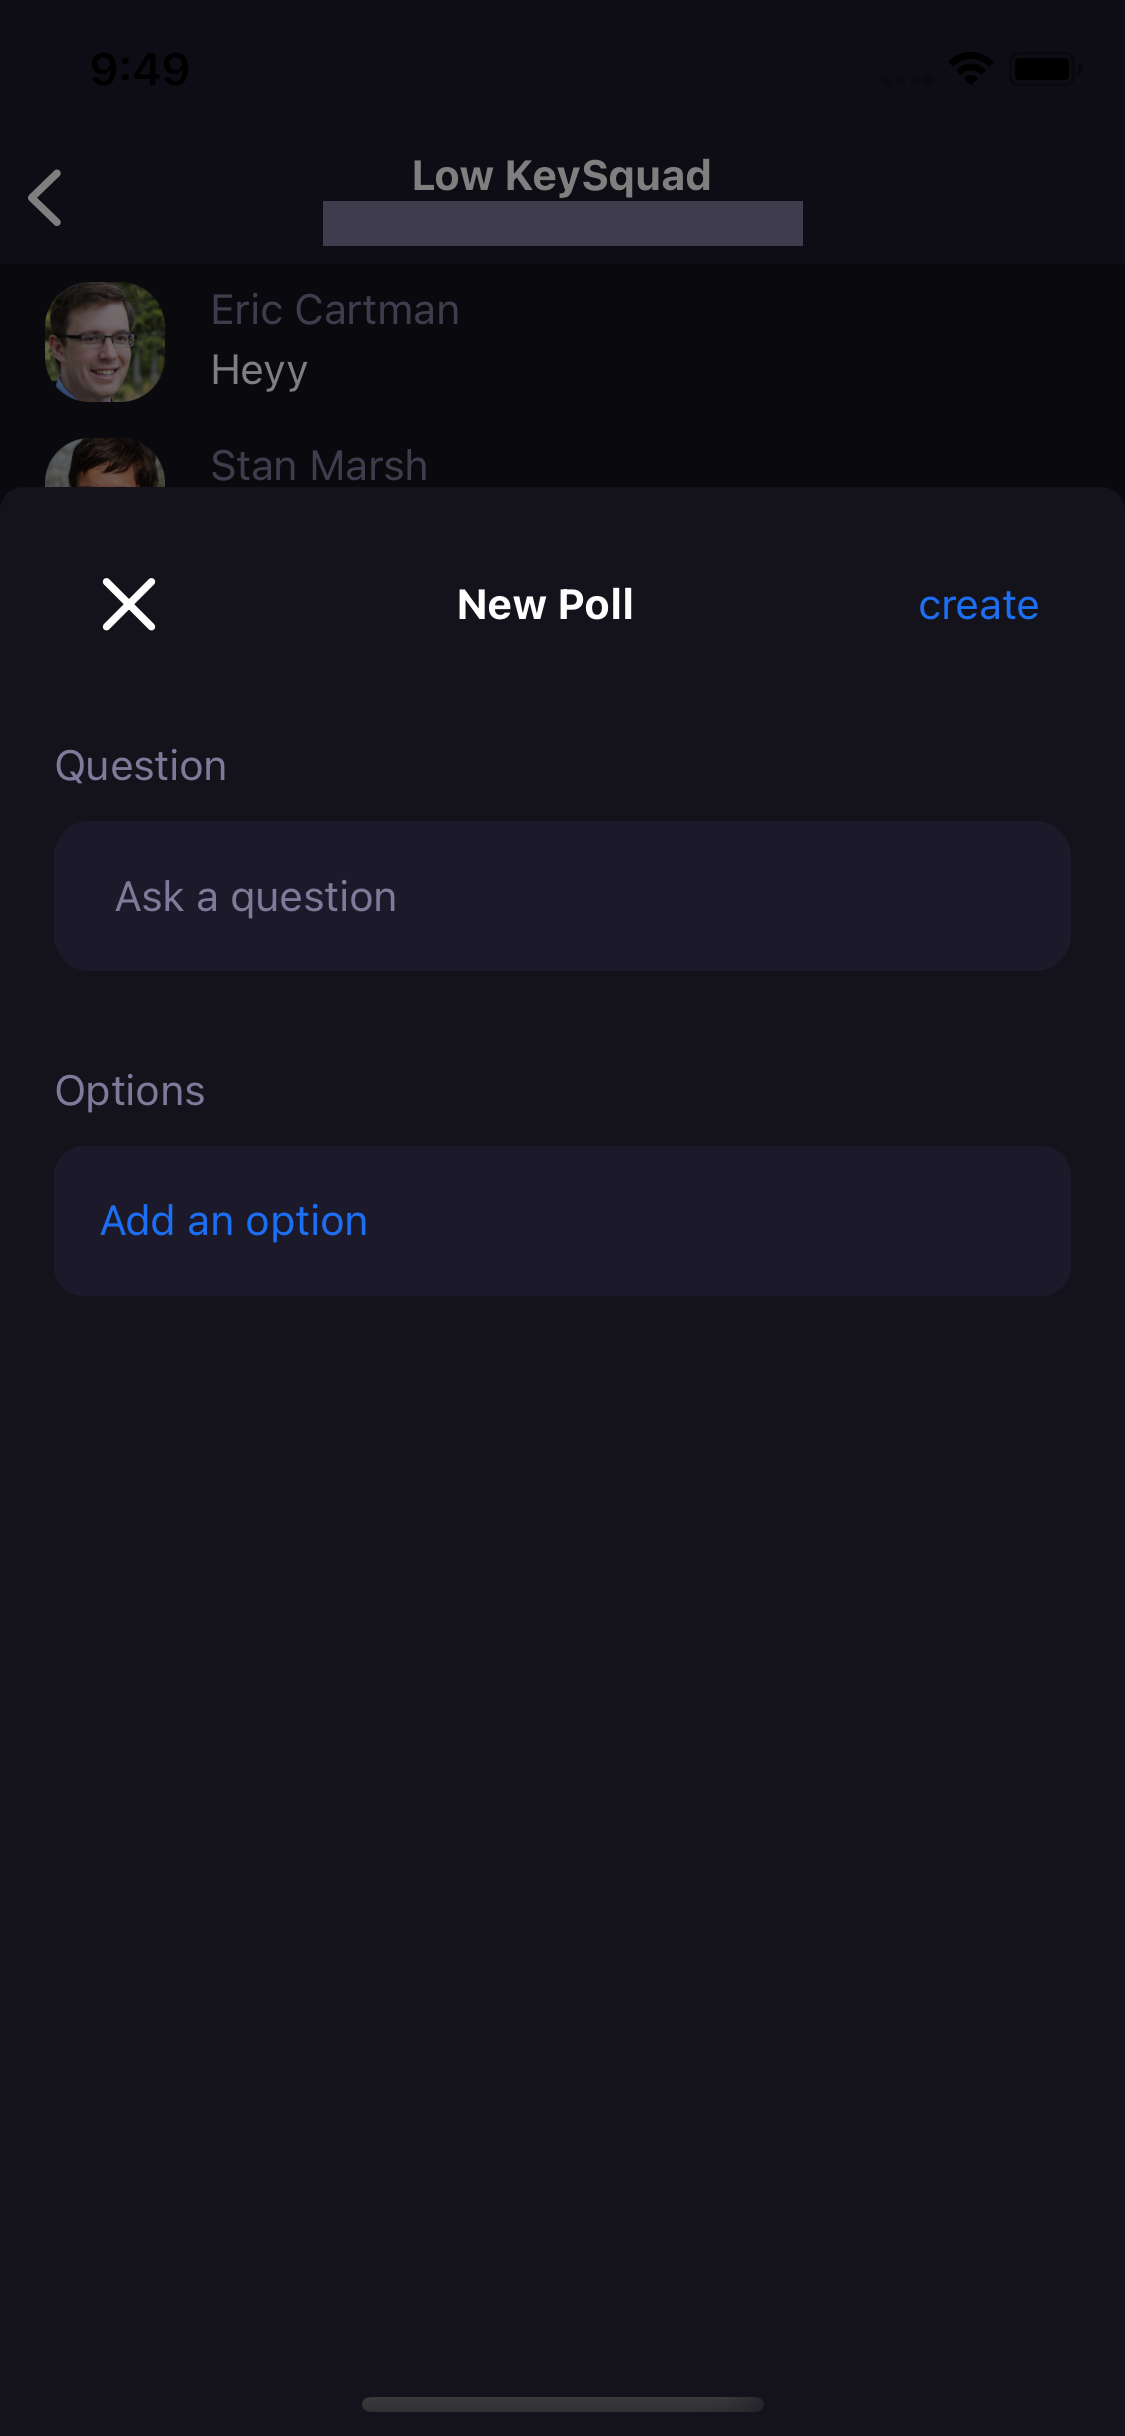 9:49
Low KeySquad
Eric Cartman
Heyy
Stan Marsh
New Poll
create
Question
Ask a question
Options
Add an option